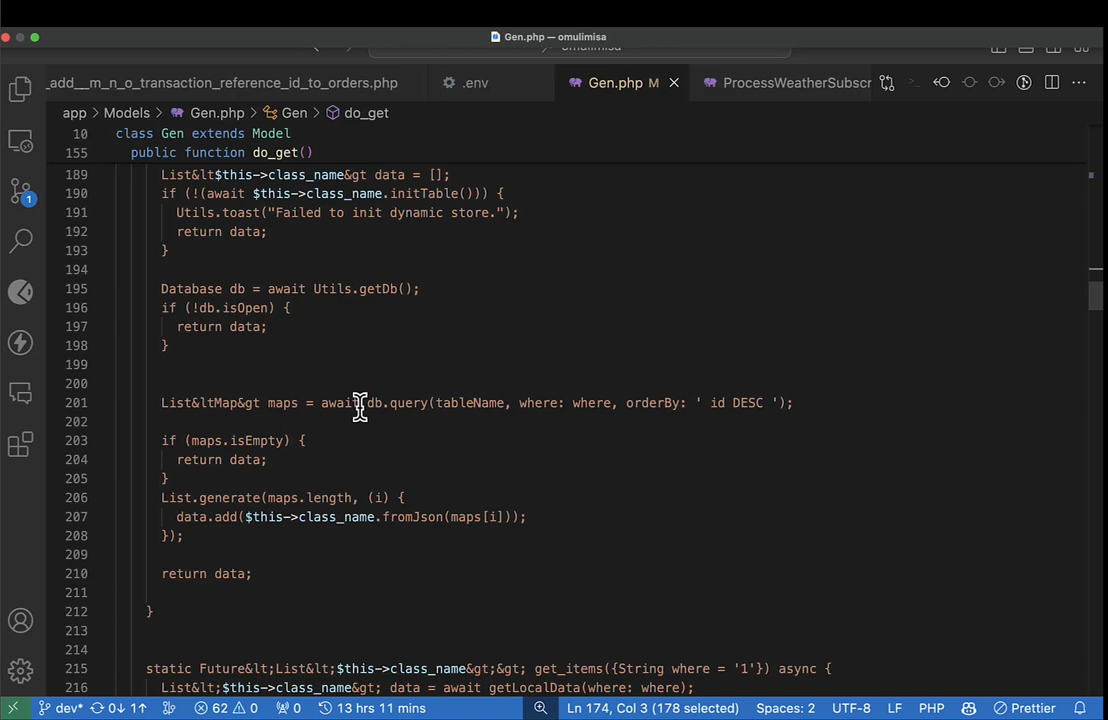 Gen.php — omulimisa
omulimisa
_add__m_n_o_transaction_reference_id_to_orders.php
.env
Gen.php M
ProcessWeatherSubscr
app > Models > Gen.php > Gen > do_get
10 class Gen extends Model
155 public function do_get()
189 List&lt$this->class_name&gt data = [];
190 if (!(await $this->class_name.initTable())) {
191 Utils.toast("Failed to init dynamic store.");
192 return data;
193 }
194
195 Database db = await Utils.getDb();
196 if (!db.isOpen) {
197 return data;
198 }
199
200
201 List&ltMap&gt maps = await db.query(tableName, where: where, orderBy: ' id DESC ');
202
203 if (maps.isEmpty) {
204 return data;
205 }
206 List.generate(maps.length, (i) {
207 data.add($this->class_name.fromJson(maps[i]));
208 });
209
210 return data;
211
212 }
213
214
215 static Future&lt;List&lt;$this->class_name&gt;&gt; get_items({String where = '1'}) async {
216 List&lt;$this->class_name&gt; data = await getLocalData(where: where);
1
dev* 0↓ 1↑ 62 0 0 13 hrs 11 mins Ln 174, Col 3 (178 selected) Spaces: 2 UTF-8 LF PHP Prettier